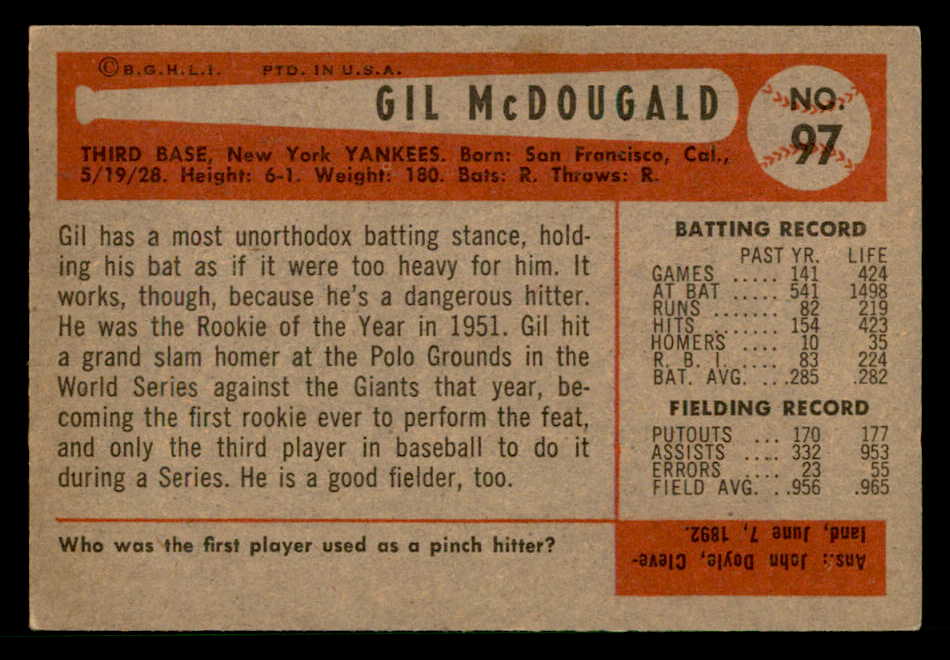 ©B.G.H.L.I. PTD. IN U.S.A.
GIL McDOUGALD
NO.
97
THIRD BASE, New York YANKEES. Born: San Francisco, Cal.,
5/19/28. Height: 6-1. Weight: 180. Bats: R. Throws: R.
Gil has a most unorthodox batting stance, hold-
ing his bat as if it were too heavy for him. It
works, though, because he's a dangerous hitter.
He was the Rookie of the Year in 1951. Gil hit
a grand slam homer at the Polo Grounds in the
World Series against the Giants that year, be-
coming the first rookie ever to perform the feat,
and only the third player in baseball to do it
during a Series. He is a good fielder, too.
BATTING RECORD
PAST YR. LIFE
GAMES ..... 141 424
AT BAT ..... 541 1498
RUNS ....... 82 219
HITS ....... 154 423
HOMERS .... 10 35
R. B. I. .... 83 224
BAT. AVG. ...285 .282
FIELDING RECORD
PUTOUTS ... 170 177
ASSISTS .... 332 953
ERRORS .... 23 55
FIELD AVG. ..956 .965
Who was the first player used as a pinch hitter?
Ans.: John Doyle, Cleve-
land, June 7, 1892.